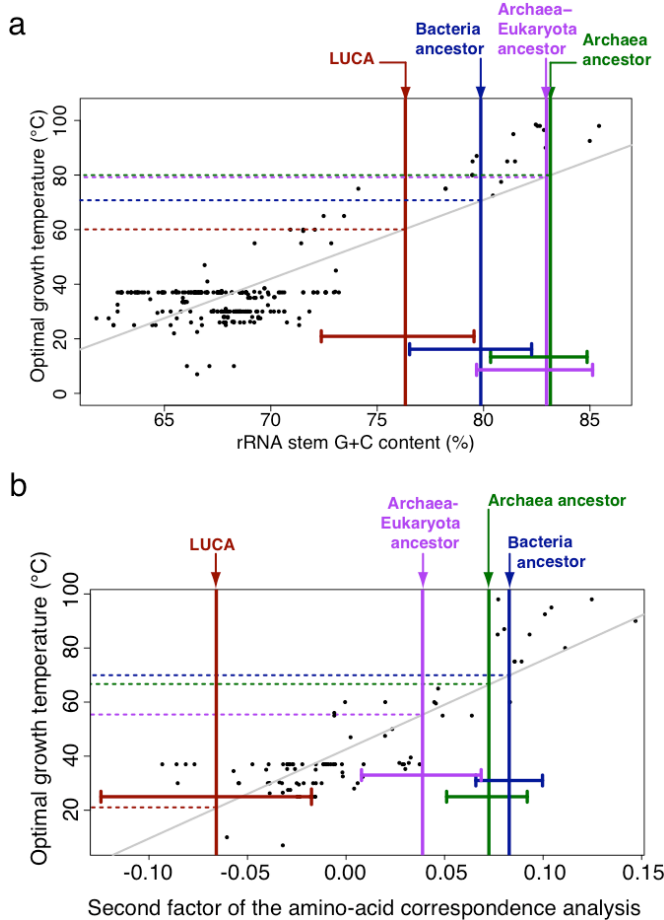 a
Archaea–
Eukaryota
ancestor
Bacteria
ancestor
Archaea
ancestor
LUCA
Optimal growth temperature (°C)
100
80
60
40
20
0
65 70 75 80 85
rRNA stem G+C content (%)
b
Archaea-
Eukaryota
ancestor
Archaea ancestor
LUCA
Bacteria
ancestor
Optimal growth temperature (°C)
100
80
60
40
20
-0.10 -0.05 0.00 0.05 0.10 0.15
Second factor of the amino-acid correspondence analysis